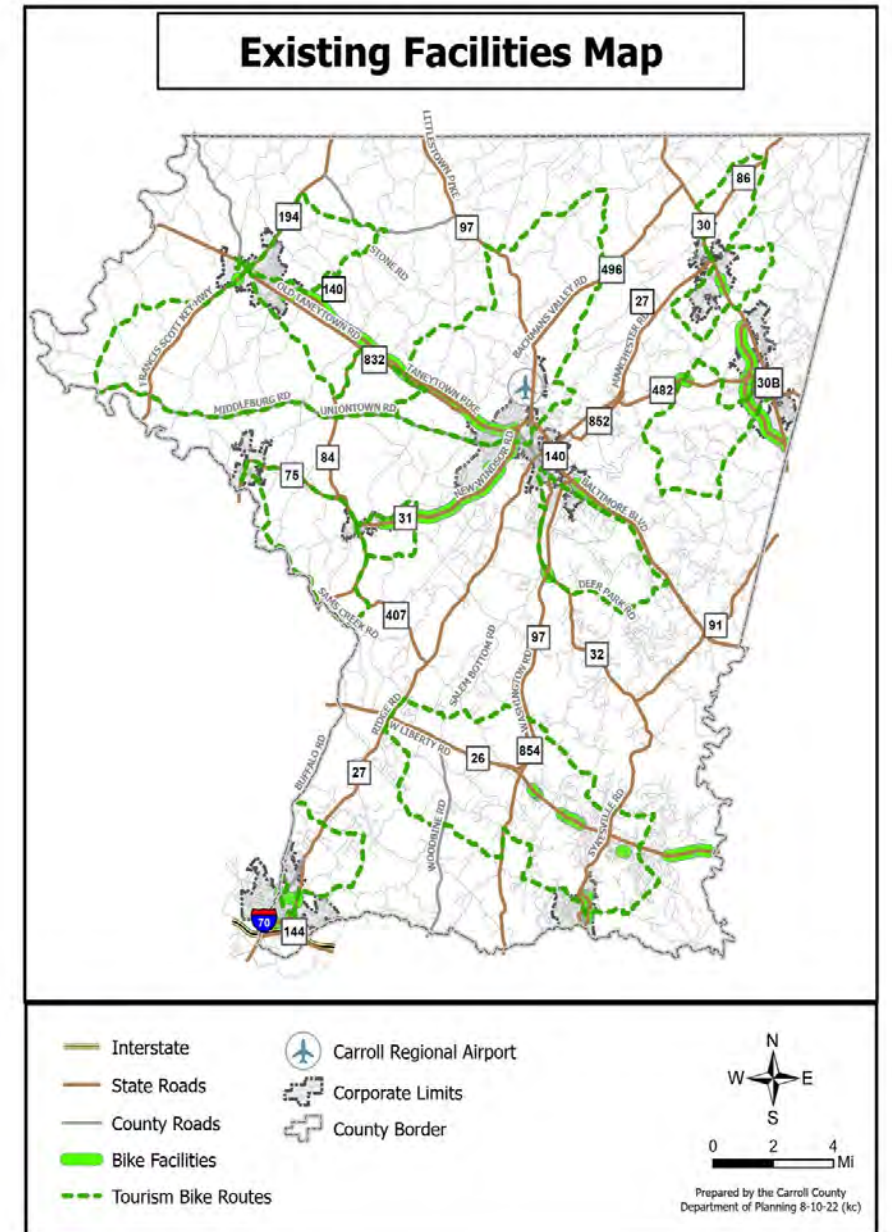 Existing Facilities Map
LITTLESTOWN PIKE
86
194
30
97
STONE RD
496
140
BACHMANS VALLEY RD
27
OLD TANEYTOWN RD
FRANCIS SCOTT KEY HWY
MANCHESTER RD
832
TANEYTOWN PIKE
482
30B
MIDDLEBURG RD
UNIONTOWN RD
852
84
140
75
NEW WINDSOR RD
BALTIMORE BLVD
31
DEER PARK RD
SAMS CREEK RD
407
91
97
32
SALEM BOTTOM RD
WASHINGTON RD
RIDGE RD
W LIBERTY RD
854
26
BUFFALO RD
27
WOODBINE RD
SYKESVILLE RD
70
144
Interstate
State Roads
County Roads
Bike Facilities
Tourism Bike Routes
Carroll Regional Airport
Corporate Limits
County Border
N
W E
S
0 2 4
Mi
Prepared by the Carroll County
Department of Planning 8-10-22 (kc)